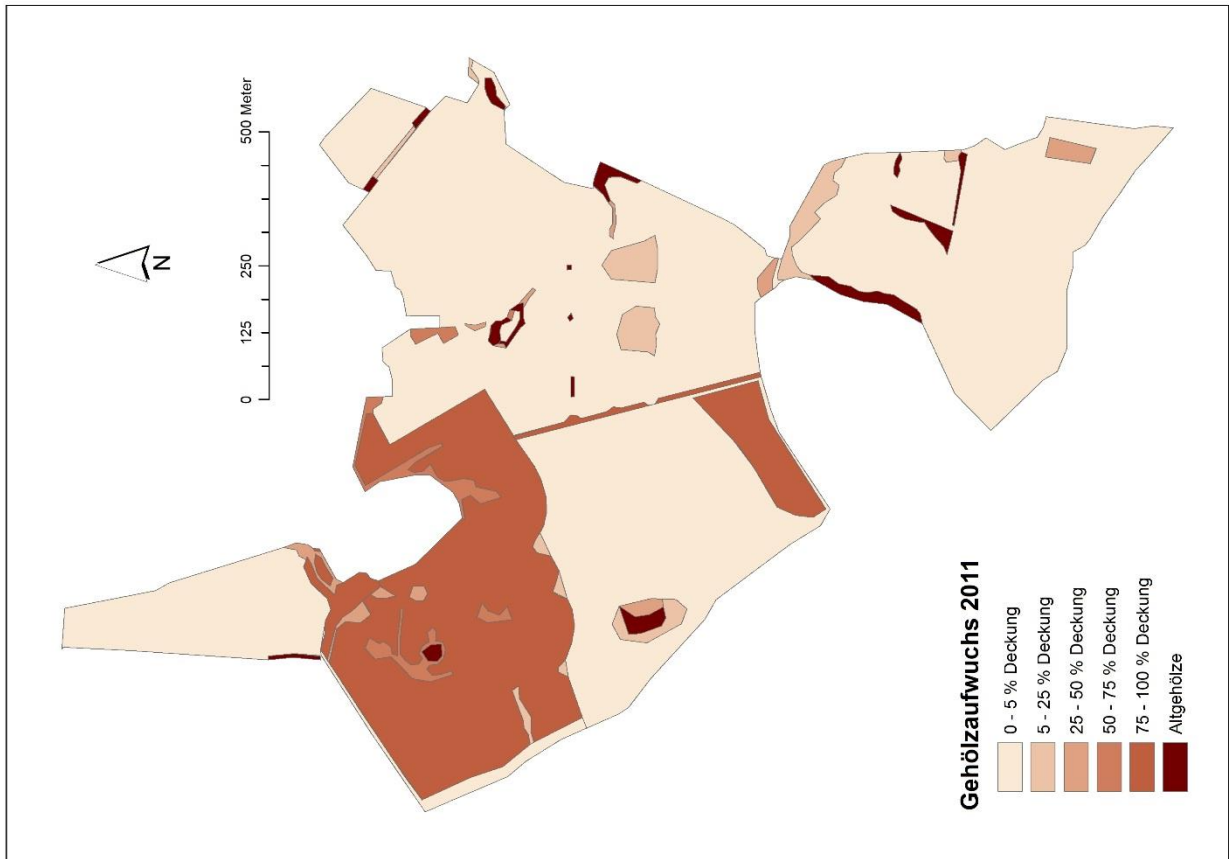 N
0 125 250 500 Meter
Gehölzaufwuchs 2011
0 - 5 % Deckung
5 - 25 % Deckung
25 - 50 % Deckung
50 - 75 % Deckung
75 - 100 % Deckung
Altgehölze